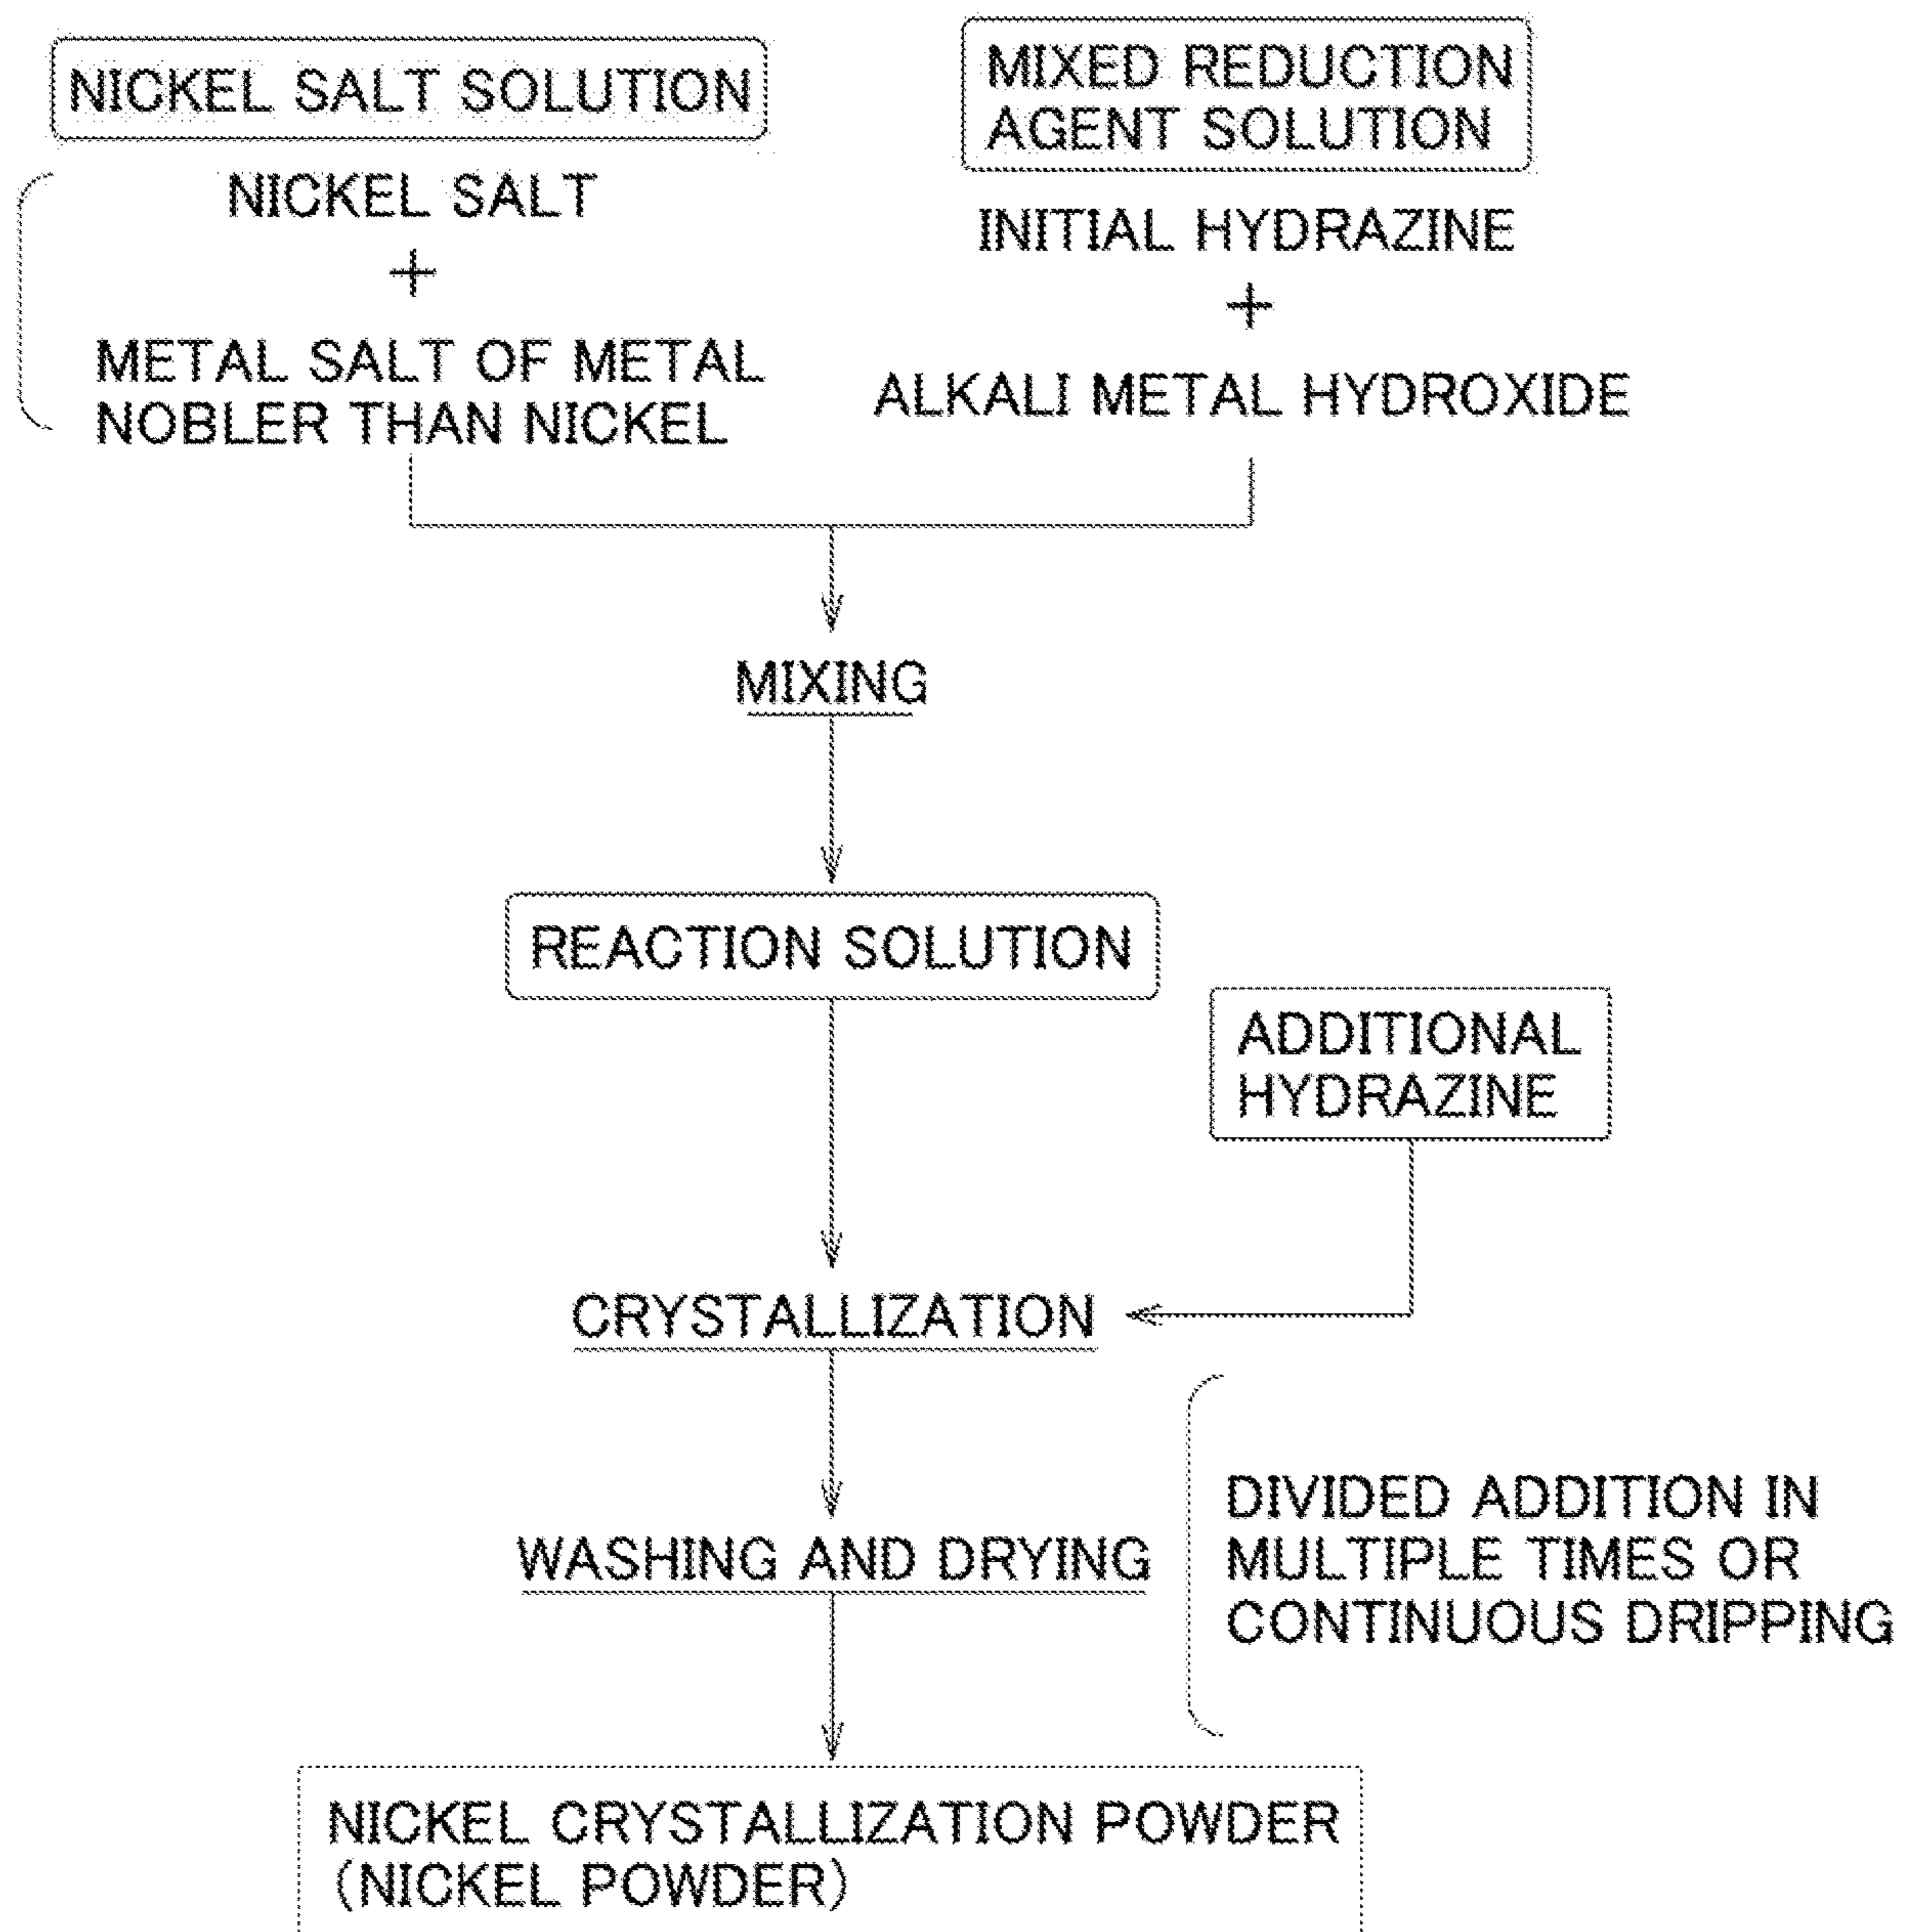 NICKEL SALT SOLUTION
NICKEL SALT
+
METAL SALT OF METAL
NOBLER THAN NICKEL
MIXED REDUCTION
AGENT SOLUTION
INITIAL HYDRAZINE
+
ALKALI METAL HYDROXIDE
MIXING
REACTION SOLUTION
ADDITIONAL
HYDRAZINE
CRYSTALLIZATION
DIVIDED ADDITION IN
MULTIPLE TIMES OR
CONTINUOUS DRIPPING
WASHING AND DRYING
NICKEL CRYSTALLIZATION POWDER
(NICKEL POWDER)